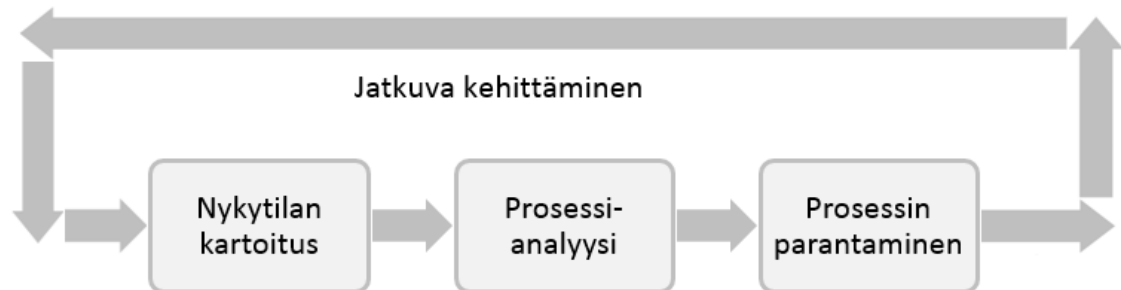 Jatkuva kehittäminen
Nykytilan
kartoitus
Prosessi-
analyysi
Prosessin
parantaminen